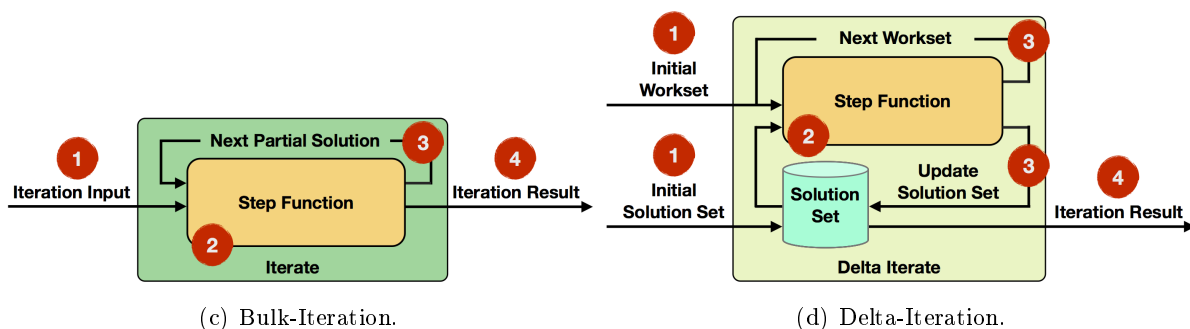 Next Partial Solution
3
1
Iteration Input
Step Function
2
4
Iteration Result
Iterate
(c) Bulk-Iteration.
1
Initial
Workset
Next Workset
3
Step Function
2
1
Initial
Solution Set
Solution
Set
3
Update
Solution Set
4
Iteration Result
Delta Iterate
(d) Delta-Iteration.